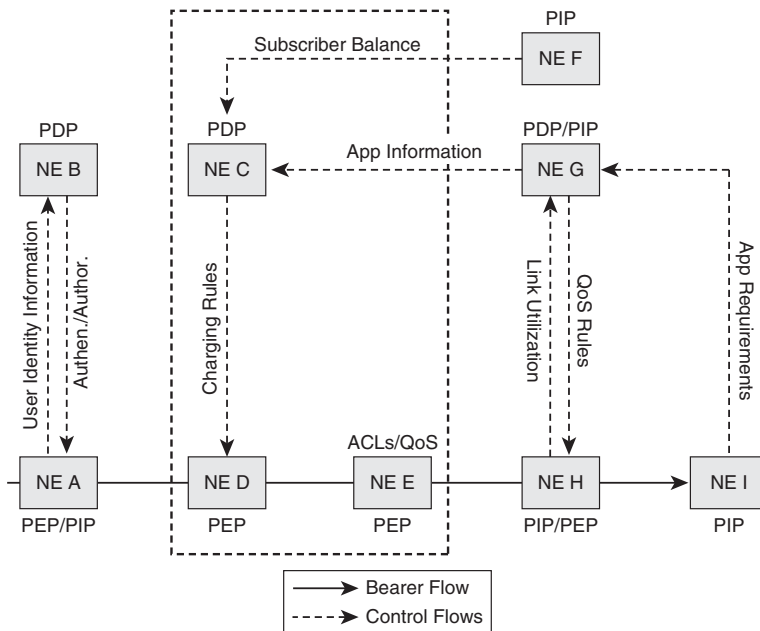 PIP
NE F
Subscriber Balance
PDP
NE B
PDP
NE C
PDP/PIP
NE G
App Information
User Identity Information
Authen./Author.
Charging Rules
Link Utilization
QoS Rules
App Requirements
ACLs/QoS
NE A
NE D
NE E
NE H
NE I
PEP/PIP
PEP
PEP
PIP/PEP
PIP
Bearer Flow
Control Flows